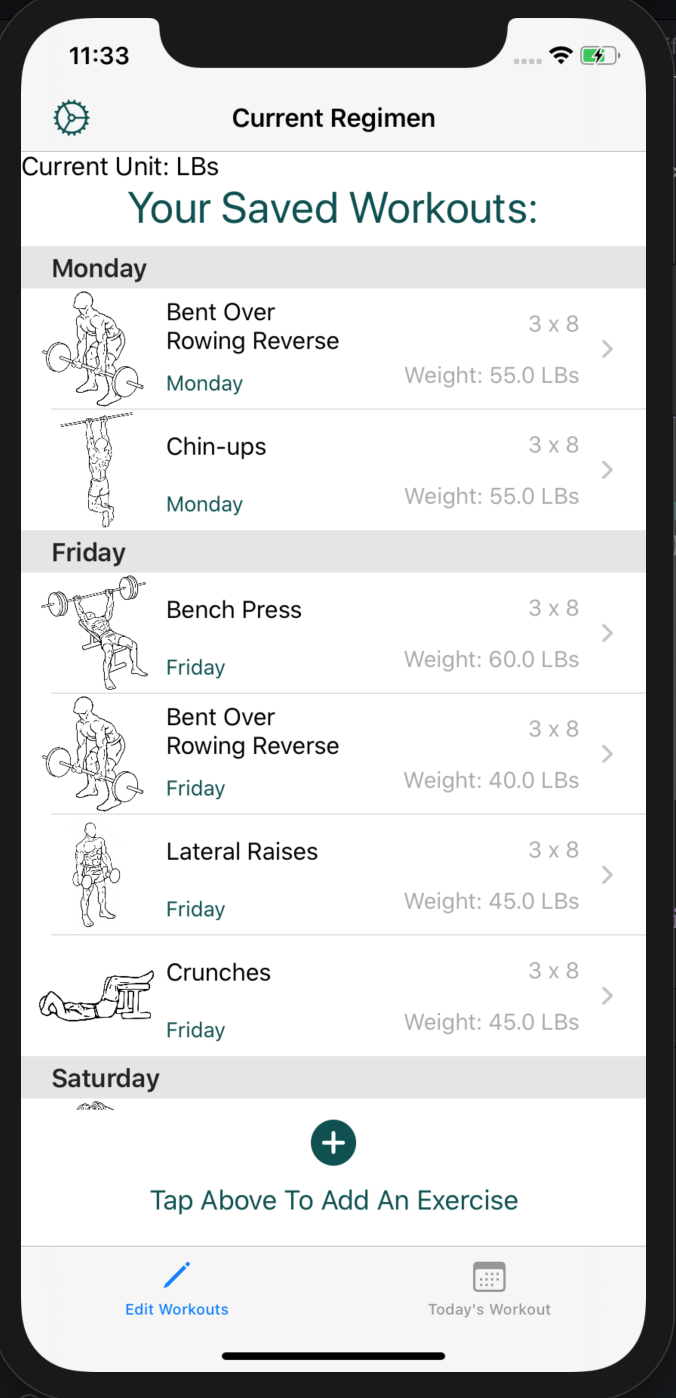 11:33
Current Regimen
Current Unit: LBs
Your Saved Workouts:
Monday
Bent Over
Rowing Reverse
3 x 8
Monday
Weight: 55.0 LBs
Chin-ups
3 x 8
Monday
Weight: 55.0 LBs
Friday
Bench Press
3 x 8
Friday
Weight: 60.0 LBs
Bent Over
Rowing Reverse
3 x 8
Friday
Weight: 40.0 LBs
Lateral Raises
3 x 8
Friday
Weight: 45.0 LBs
Crunches
3 x 8
Friday
Weight: 45.0 LBs
Saturday
Tap Above To Add An Exercise
Edit Workouts
Today's Workout